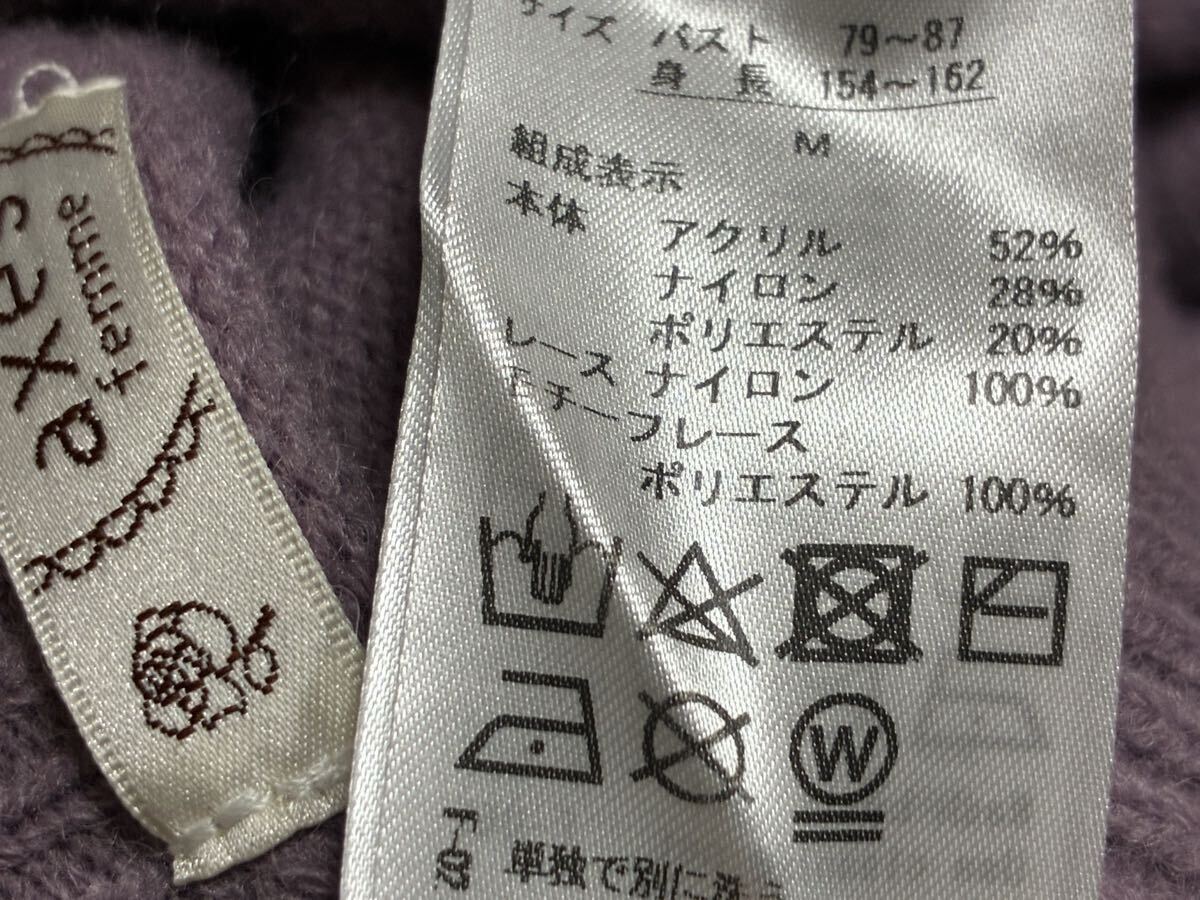 サイズ バスト 79～87
身 長 154～162
M
組成表示
本体 アクリル 52%
ナイロン 28%
ポリエステル 20%
レース ナイロン 100%
モチーフレース
ポリエステル 100%
W
単独で別に洗
axes
femme